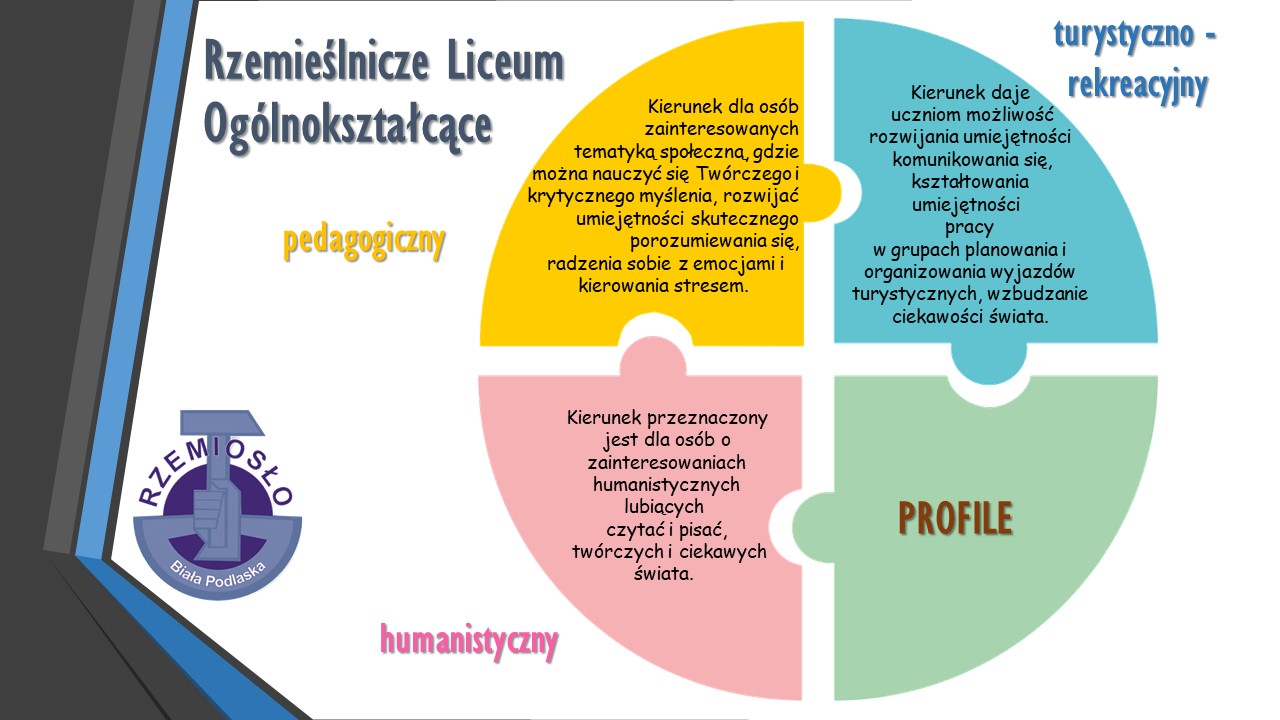 Rzemieślnicze Liceum
Ogólnokształcące
pedagogiczny
Kierunek dla osób
zainteresowanych
tematyką społeczną, gdzie
można nauczyć się Twórczego i
krytycznego myślenia, rozwijać
umiejętności skutecznego
porozumiewania się,
radzenia sobie z emocjami i
kierowania stresem.
turystyczno -
rekreacyjny
Kierunek daje
uczniom możliwość
rozwijania umiejętności
komunikowania się,
kształtowania
umiejętności
pracy
w grupach planowania i
organizowania wyjazdów
turystycznych, wzbudzanie
ciekawości świata.
RZEMIOSŁO
Biała Podlaska
humanistyczny
Kierunek przeznaczony
jest dla osób o
zainteresowaniach
humanistycznych
lubiących
czytać i pisać,
twórczych i ciekawych
świata.
PROFILE